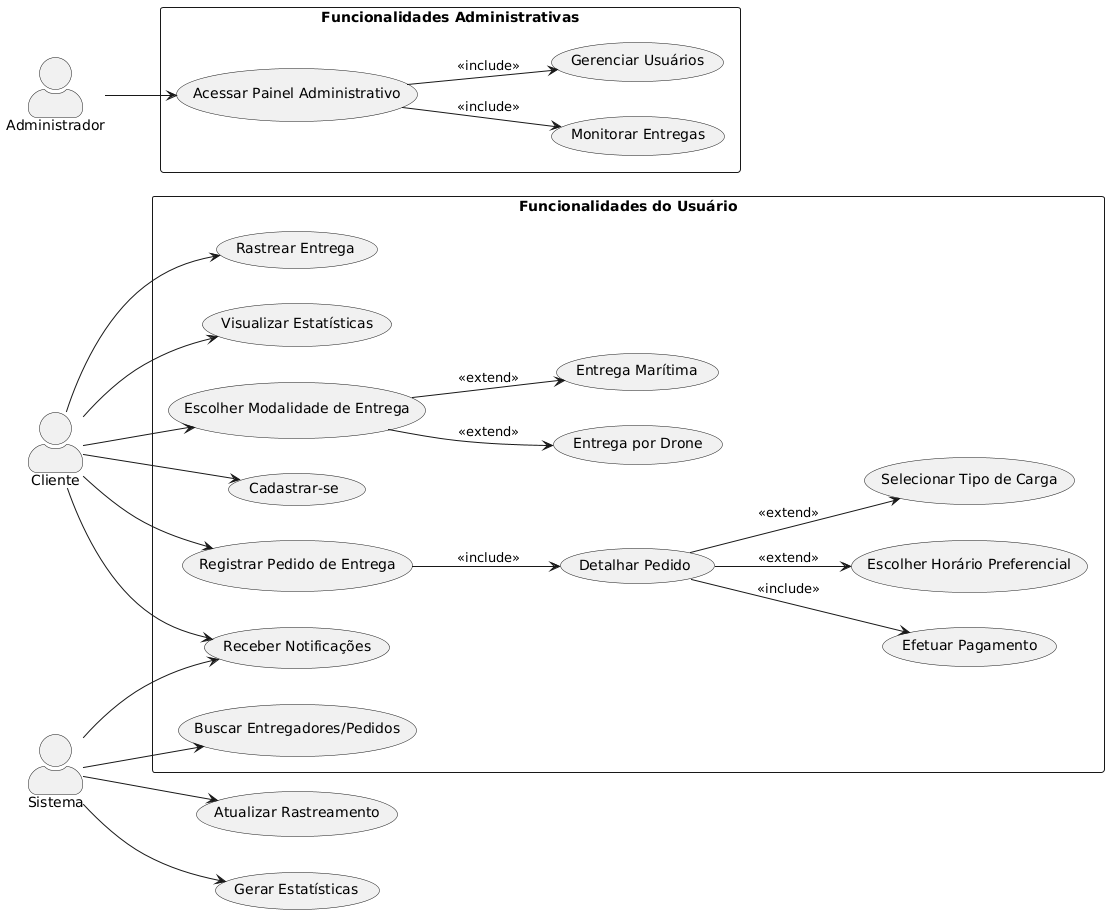 Funcionalidades Administrativas
Administrador
Acessar Painel Administrativo
«include»
Gerenciar Usuários
«include»
Monitorar Entregas
Funcionalidades do Usuário
Rastrear Entrega
Visualizar Estatísticas
Cliente
Escolher Modalidade de Entrega
«extend»
Entrega Marítima
«extend»
Entrega por Drone
Cadastrar-se
Registrar Pedido de Entrega
«include»
Detalhar Pedido
«extend»
Selecionar Tipo de Carga
«extend»
Escolher Horário Preferencial
«include»
Efetuar Pagamento
Receber Notificações
Buscar Entregadores/Pedidos
Sistema
Atualizar Rastreamento
Gerar Estatísticas